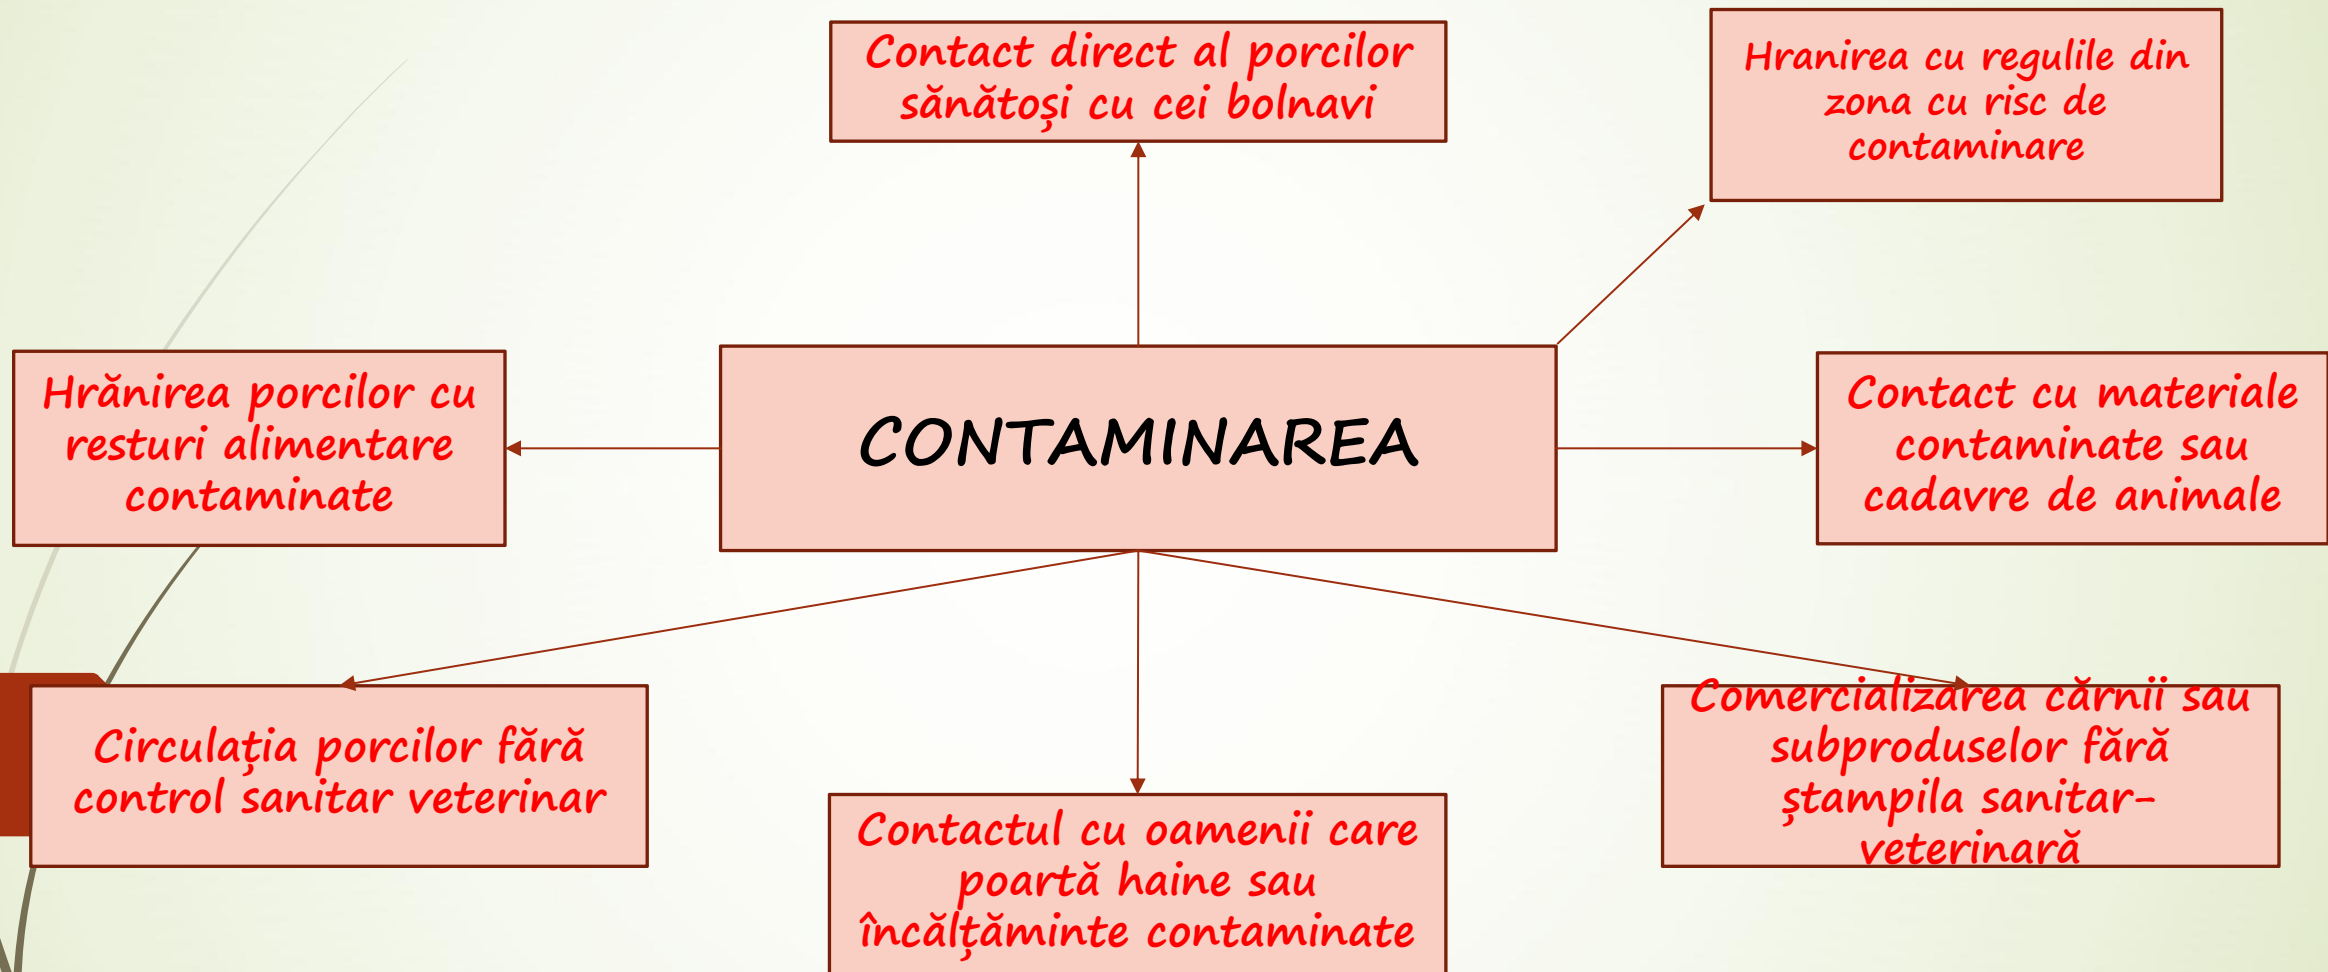 Contact direct al porcilor
sănătoși cu cei bolnavi
Hranirea cu regulile din
zona cu risc de
contaminare
Hrănirea porcilor cu
resturi alimentare
contaminate
CONTAMINAREA
Contact cu materiale
contaminate sau
cadavre de animale
Circulația porcilor fără
control sanitar veterinar
Contactul cu oamenii care
poartă haine sau
încălțăminte contaminate
Comercializarea cărnii sau
subproduselor fără
ștampila sanitar-
veterinară